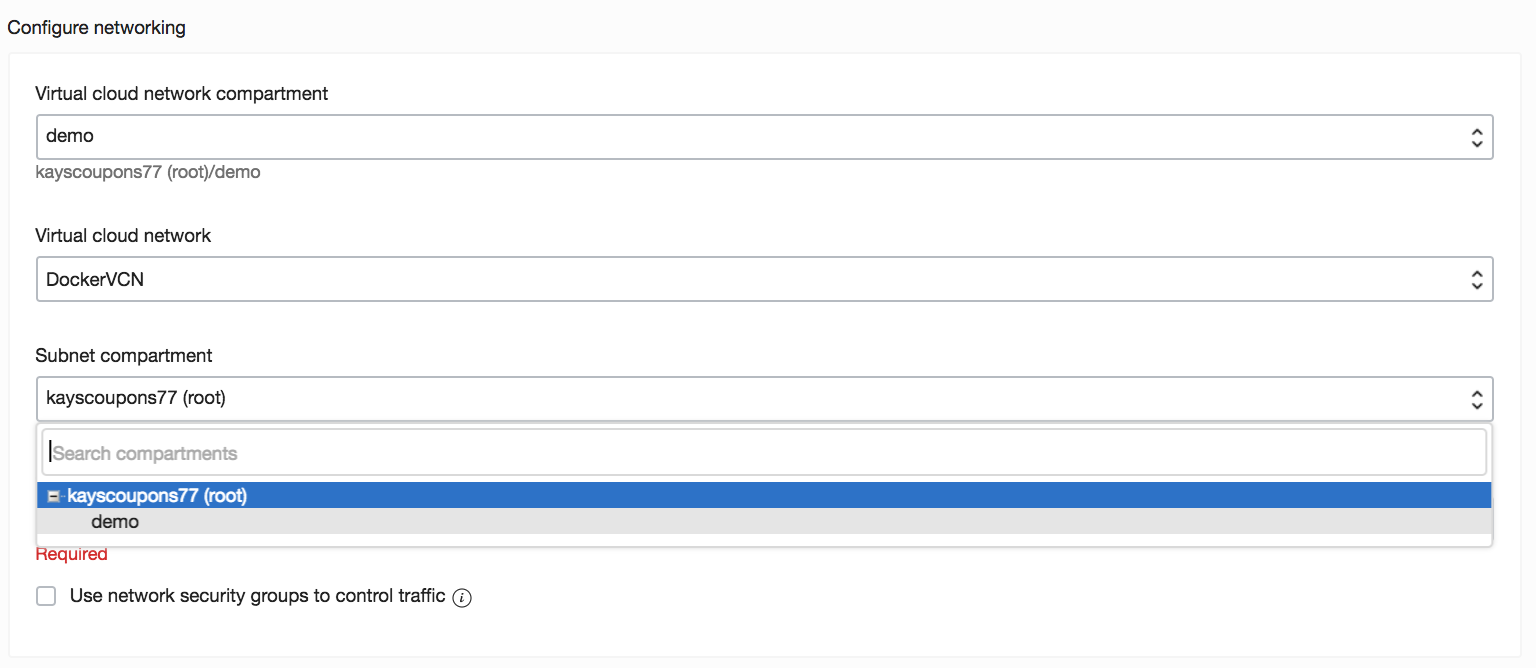 Configure networking
Virtual cloud network compartment
demo
kayscoupons77 (root)/demo
Virtual cloud network
DockerVCN
Subnet compartment
kayscoupons77 (root)
Search compartments
kayscoupons77 (root)
demo
Required
Use network security groups to control traffic i